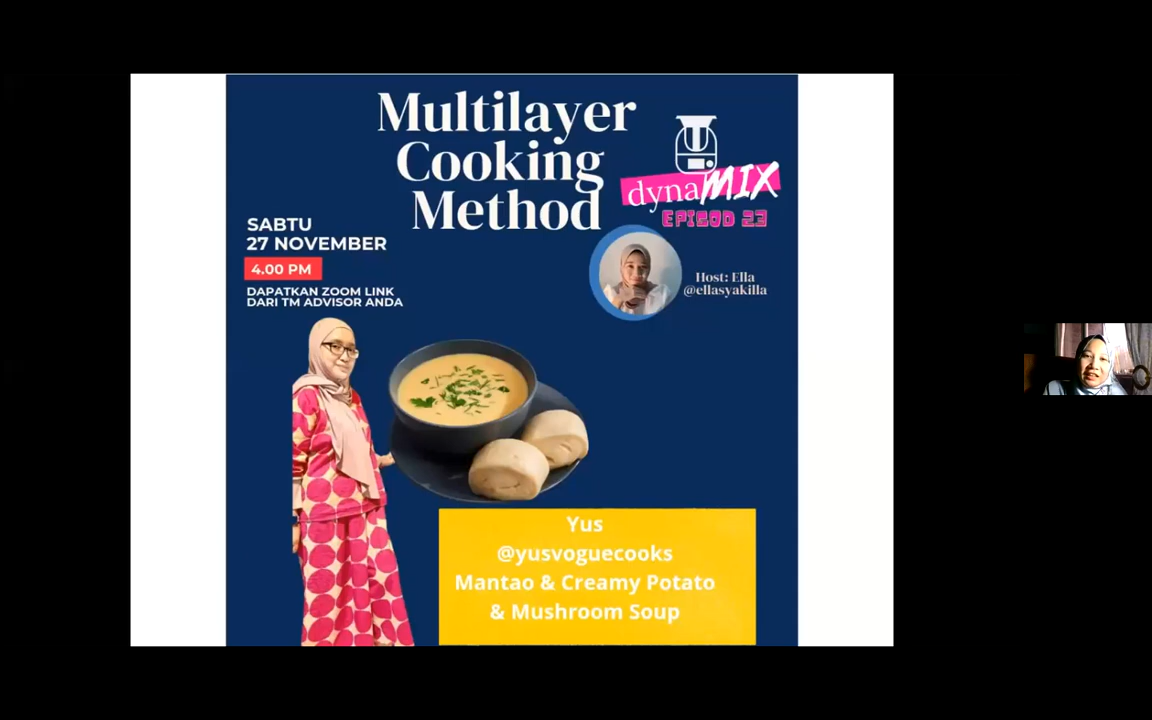 Multilayer
Cooking
Method
dynaMIX
EPISOD 23
SABTU
27 NOVEMBER
4.00 PM
DAPATKAN ZOOM LINK
DARI TM ADVISOR ANDA
Host: Ella
@ellasyakilla
Yus
@yusvoguecooks
Mantao & Creamy Potato
& Mushroom Soup